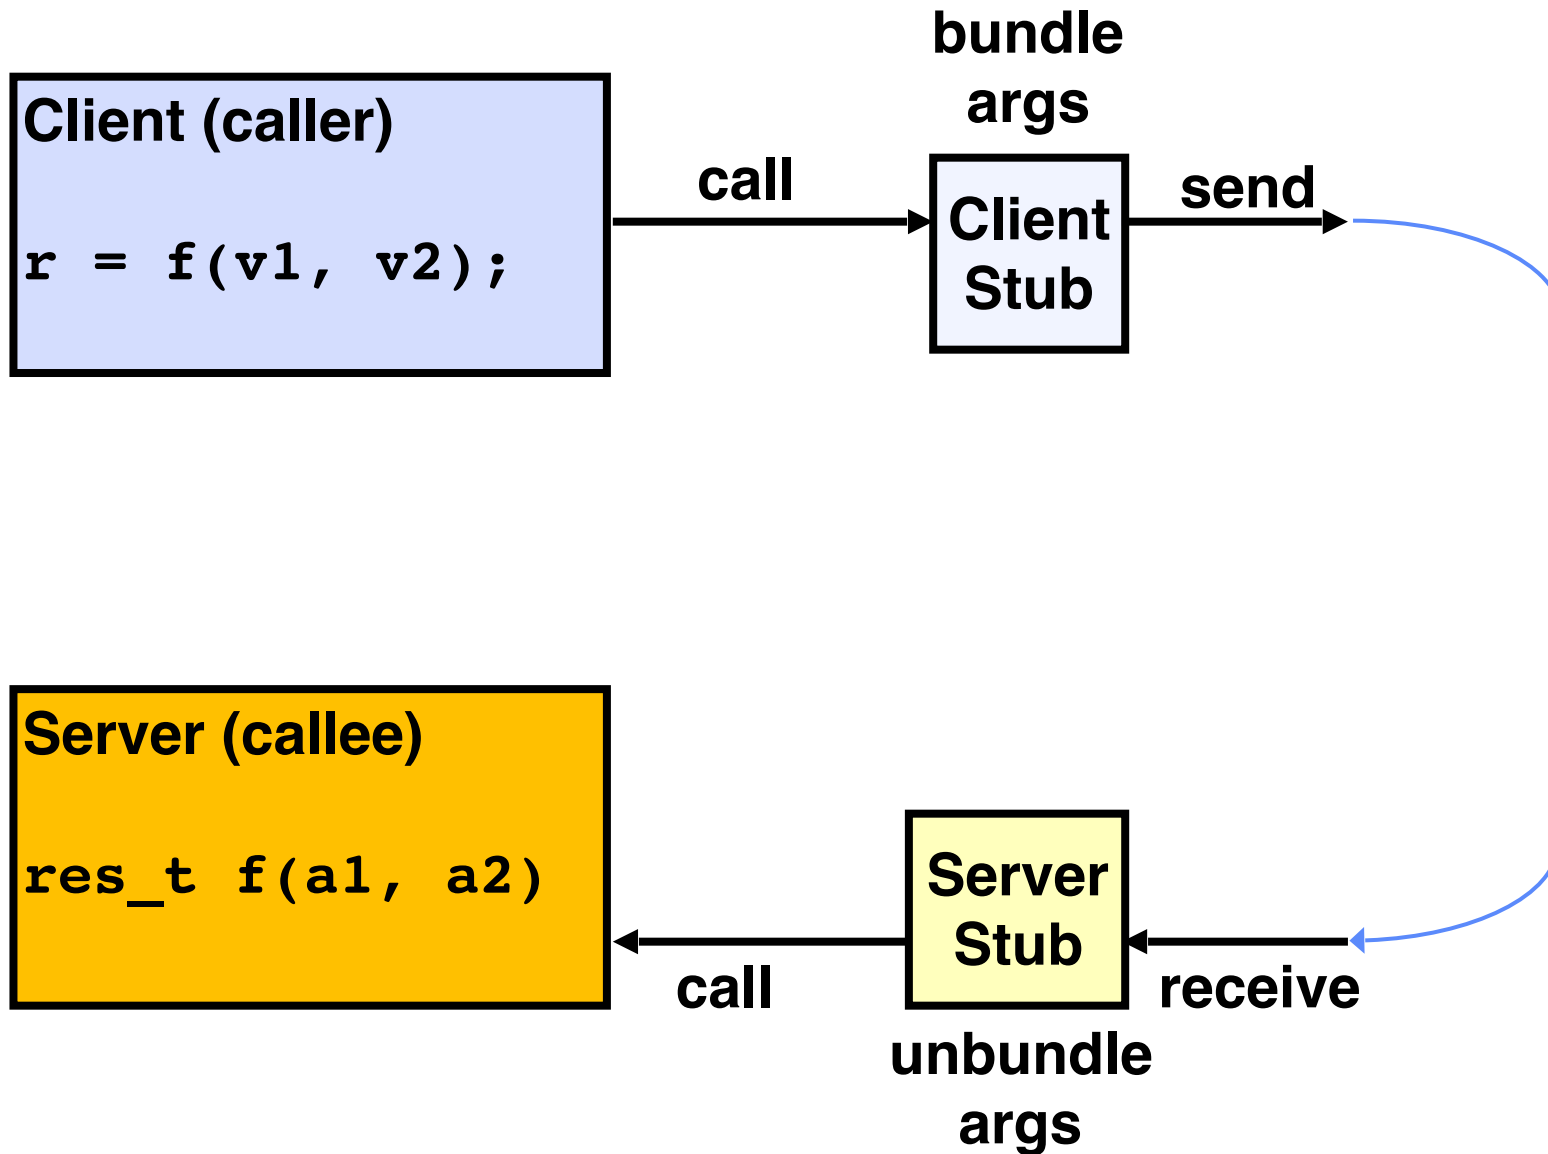 bundle
args
Client (caller)
call
send
Client
Stub
r = f(v1, v2);
Server (callee)
res_t f(a1, a2)
Server
Stub
call
receive
unbundle
args